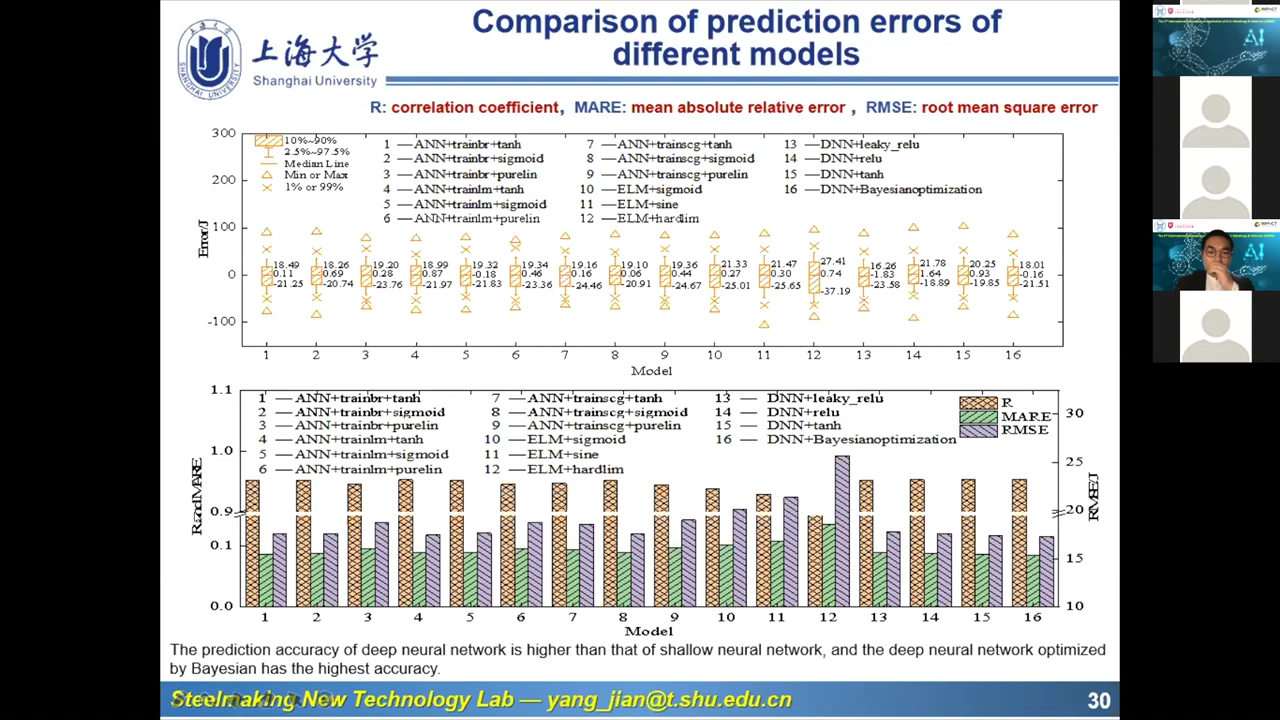 Comparison of prediction errors of
different models
上海大学
Shanghai University
R: correlation coefficient, MARE: mean absolute relative error , RMSE: root mean square error
300
200
100
0
-100
Error/J
10%~90%
2.5%~97.5%
Median Line
Min or Max
1% or 99%
1 — ANN+trainbr+tanh
2 — ANN+trainbr+sigmoid
3 — ANN+trainbr+purelin
4 — ANN+trainlm+tanh
5 — ANN+trainlm+sigmoid
6 — ANN+trainlm+purelin
7 — ANN+trainscg+tanh
8 — ANN+trainscg+sigmoid
9 — ANN+trainscg+purelin
10 — ELM+sigmoid
11 — ELM+sine
12 — ELM+hardlim
13 — DNN+leaky_relu
14 — DNN+relu
15 — DNN+tanh
16 — DNN+Bayesianoptimization
18.49 18.26 19.20 18.99 19.32 19.34 19.16 19.10 19.36 21.33 21.47 27.41 16.26 21.78 20.25 18.01
0.11 0.69 0.28 0.87 -0.18 0.46 0.16 0.06 0.44 0.27 0.30 0.74 -1.83 1.64 0.93 -0.16
-21.25 -20.74 -23.76 -21.97 -21.83 -23.36 -24.46 -20.91 -24.67 -25.01 -25.65 -37.19 -23.58 -18.89 -19.85 -21.51
1 2 3 4 5 6 7 8 9 10 11 12 13 14 15 16
Model
1.1
1.0
0.9
0.1
0.0
R and MARE
1 — ANN+trainbr+tanh
2 — ANN+trainbr+sigmoid
3 — ANN+trainbr+purelin
4 — ANN+trainlm+tanh
5 — ANN+trainlm+sigmoid
6 — ANN+trainlm+purelin
7 — ANN+trainscg+tanh
8 — ANN+trainscg+sigmoid
9 — ANN+trainscg+purelin
10 — ELM+sigmoid
11 — ELM+sine
12 — ELM+hardlim
13 — DNN+leaky_relu
14 — DNN+relu
15 — DNN+tanh
16 — DNN+Bayesianoptimization
R
MARE
RMSE
30
25
20
15
10
RMSE/J
1 2 3 4 5 6 7 8 9 10 11 12 13 14 15 16
Model
The prediction accuracy of deep neural network is higher than that of shallow neural network, and the deep neural network optimized
by Bayesian has the highest accuracy.
Steelmaking New Technology Lab — yang_jian@t.shu.edu.cn
30
AI
AI